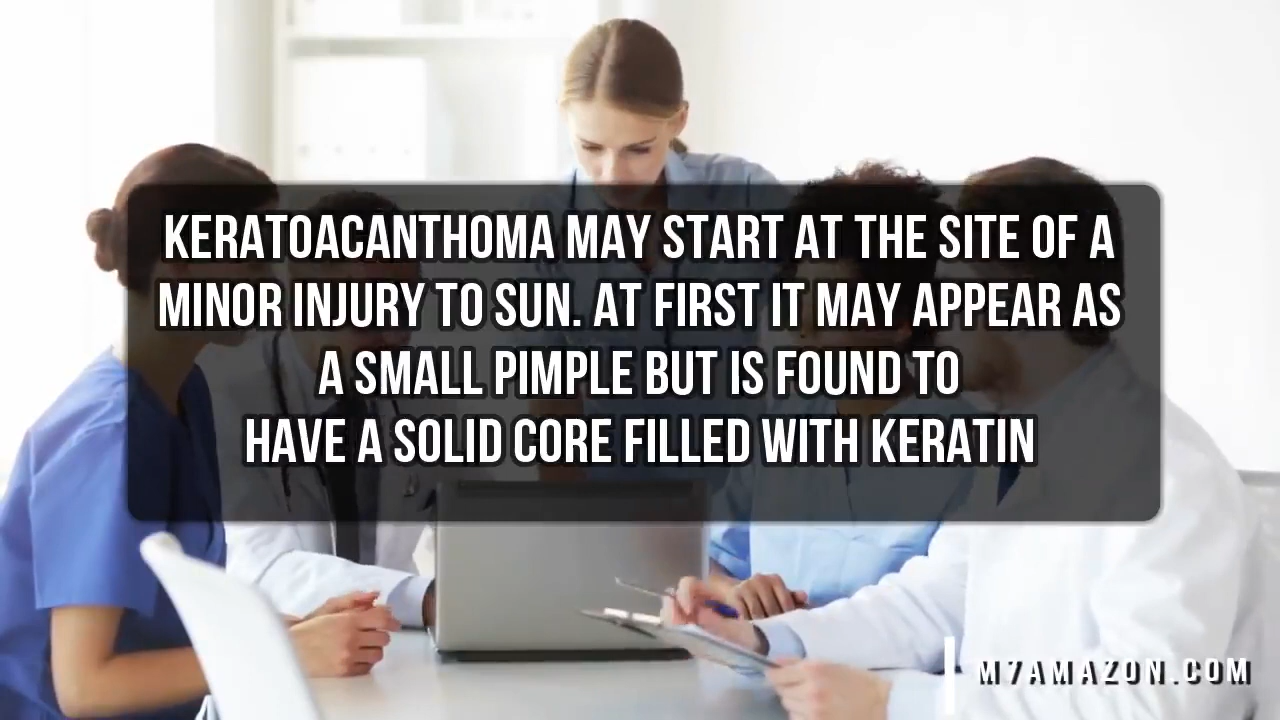 KERATOACANTHOMA MAY START AT THE SITE OF A
MINOR INJURY TO SUN. AT FIRST IT MAY APPEAR AS
A SMALL PIMPLE BUT IS FOUND TO
HAVE A SOLID CORE FILLED WITH KERATIN
M7AMAZON.COM